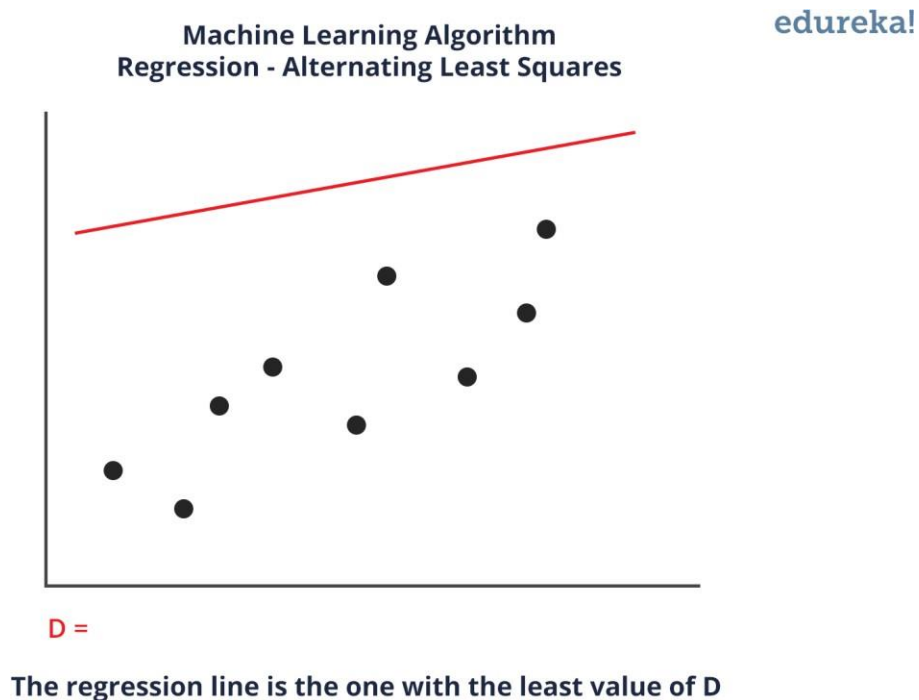 edureka!
Machine Learning Algorithm
Regression - Alternating Least Squares
D =
The regression line is the one with the least value of D